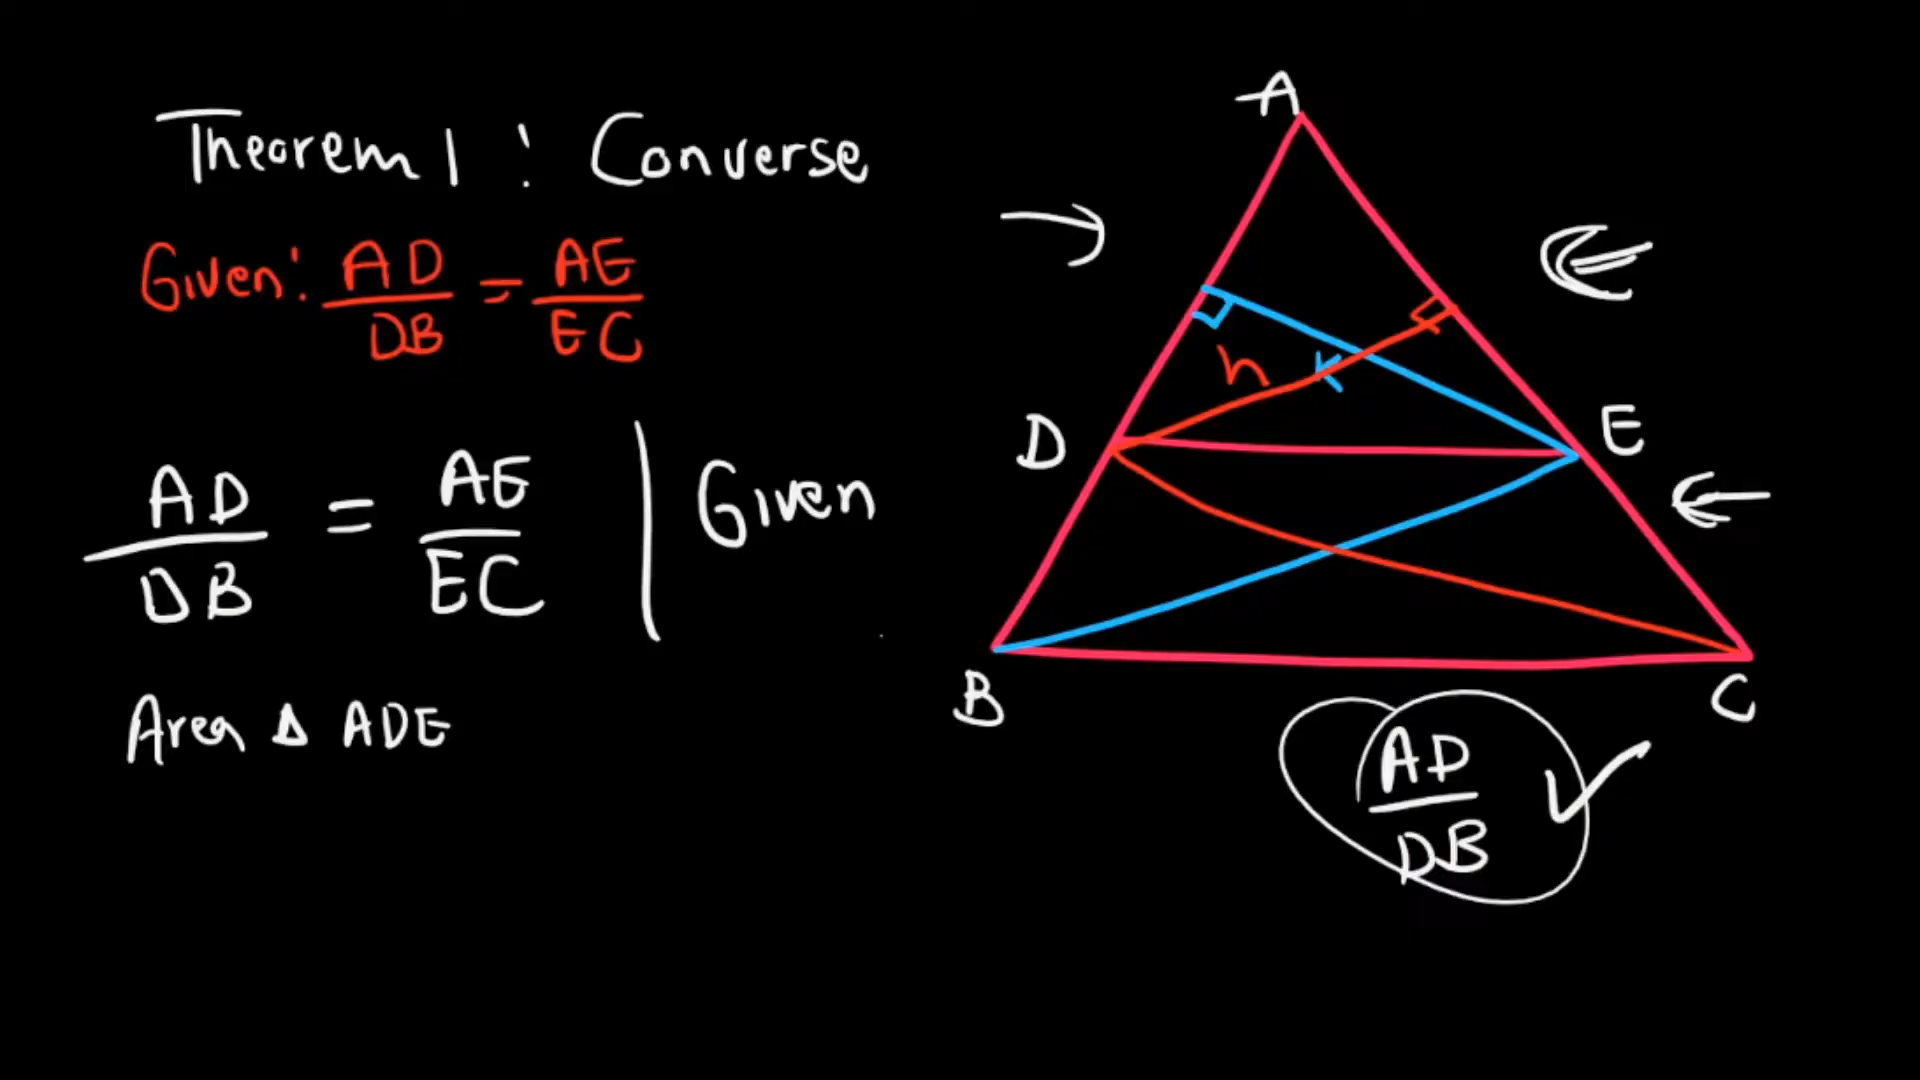 Theorem 1 : Converse
Given: AD/DB = AE/EC
AD/DB = AE/EC | Given
Area Δ ADE
A
h k
D
E
B
C
AD/DB ✓